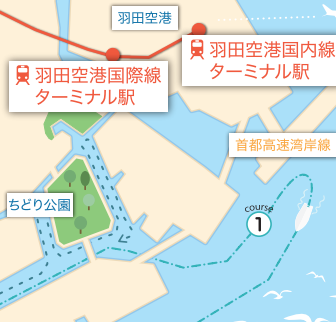 羽田空港
羽田空港国内線
ターミナル駅
羽田空港国際線
ターミナル駅
首都高速湾岸線
ちどり公園
course
1